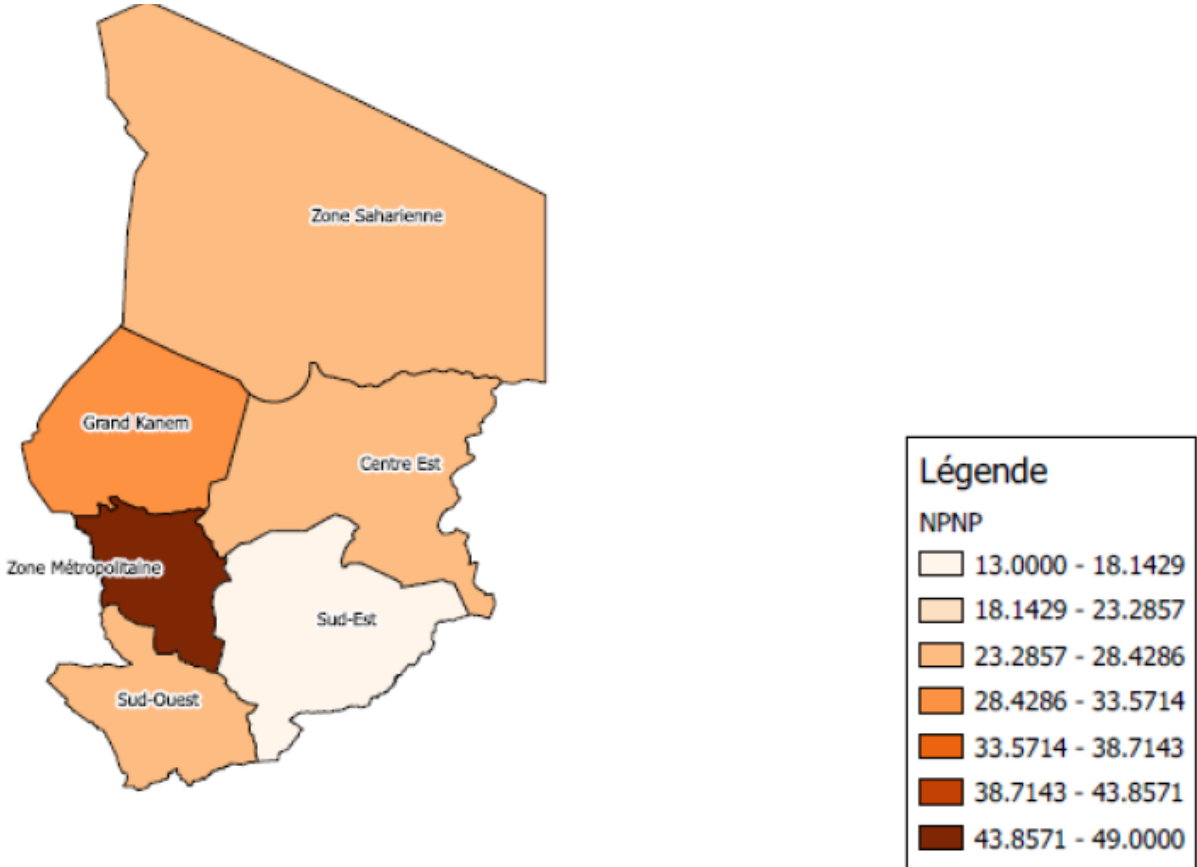 Zone Saharienne
Grand Kanem
Centre Est
Zone Métropolitaine
Sud-Est
Sud-Ouest
Légende
NPNP
13.0000 - 18.1429
18.1429 - 23.2857
23.2857 - 28.4286
28.4286 - 33.5714
33.5714 - 38.7143
38.7143 - 43.8571
43.8571 - 49.0000